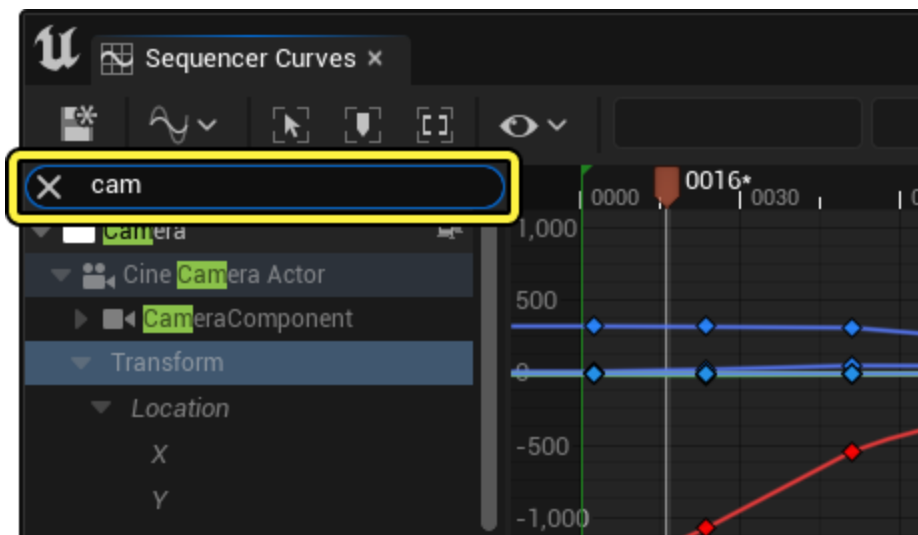 Sequencer Curves
cam
0016*
0000
0030
Camera
1,000
Cine Camera Actor
500
CameraComponent
Transform
0
Location
X
-500
Y
-1,000